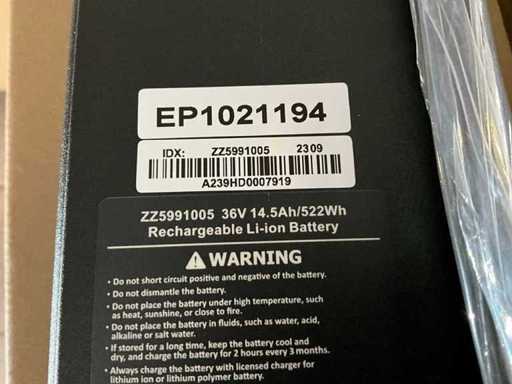 EP1021194
IDX: ZZ5991005 2309
A239HD0007919
ZZ5991005 36V 14.5Ah/522Wh
Rechargeable Li-ion Battery
WARNING
• Do not short circuit positive and negative of the battery.
• Do not dismantle the battery.
• Do not place the battery under high temperature, such
as heat, sunshine, or close to fire.
• Do not place the battery in fluids, such as water, acid,
alkaline or salt water.
• If stored for a long time, keep the battery cool and
dry, and charge the battery for 2 hours every 3 months.
• Always charge the battery with licensed charger for
lithium ion or lithium polymer battery.